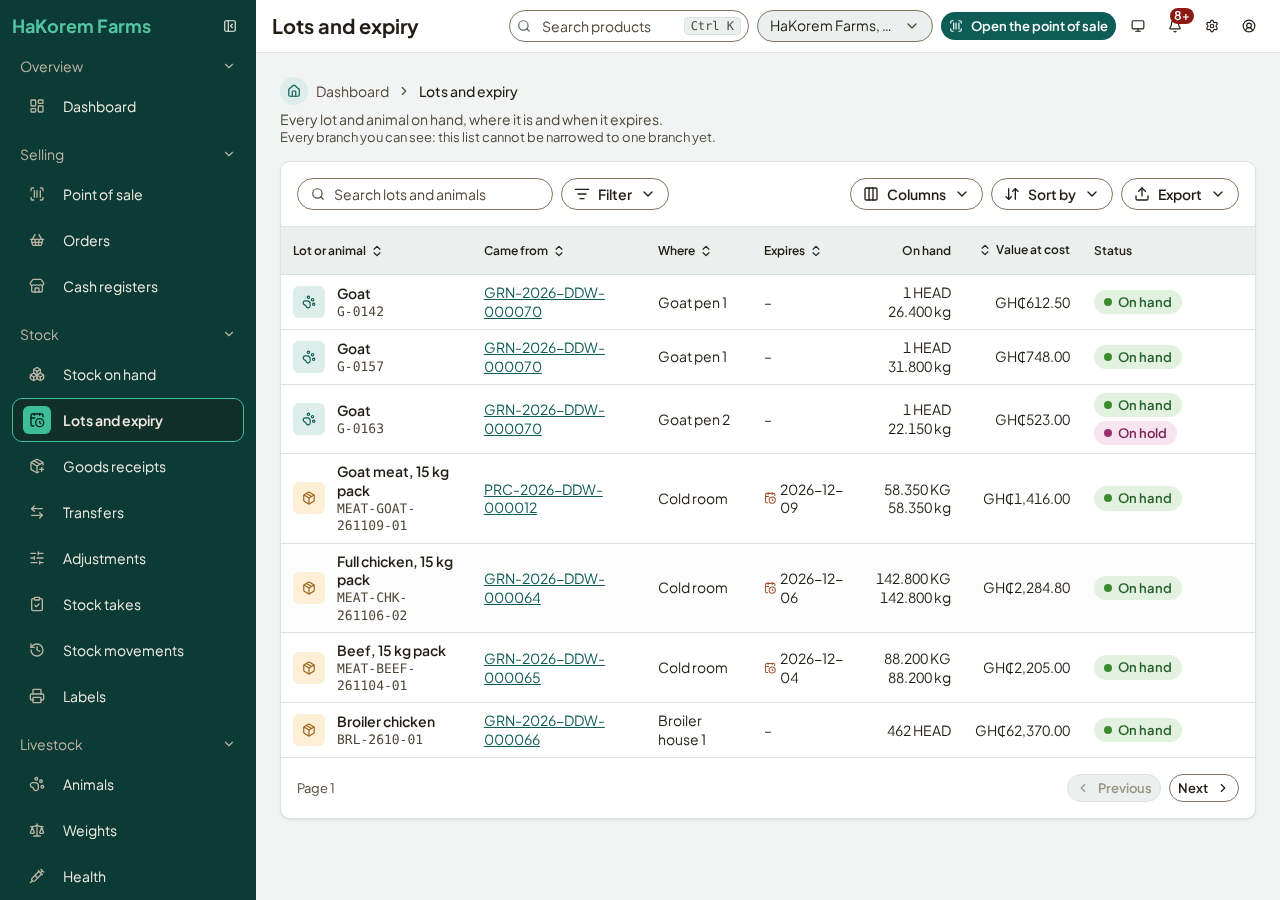 HaKorem Farms
Overview
Dashboard
Selling
Point of sale
Orders
Cash registers
Stock
Stock on hand
Lots and expiry
Goods receipts
Transfers
Adjustments
Stock takes
Stock movements
Labels
Livestock
Animals
Weights
Health
Lots and expiry
Search products Ctrl K
HaKorem Farms, ...
Open the point of sale
8+
Dashboard > Lots and expiry
Every lot and animal on hand, where it is and when it expires.
Every branch you can see: this list cannot be narrowed to one branch yet.
Search lots and animals
Filter
Columns
Sort by
Export
Lot or animal Came from Where Expires On hand Value at cost Status
Goat
G-0142
GRN-2026-DDW-
000070
Goat pen 1
–
1 HEAD
26.400 kg
GH₵612.50
On hand
Goat
G-0157
GRN-2026-DDW-
000070
Goat pen 1
–
1 HEAD
31.800 kg
GH₵748.00
On hand
Goat
G-0163
GRN-2026-DDW-
000070
Goat pen 2
–
1 HEAD
22.150 kg
GH₵523.00
On hand
On hold
Goat meat, 15 kg
pack
MEAT-GOAT-
261109-01
PRC-2026-DDW-
000012
Cold room
2026-12-
09
58.350 KG
58.350 kg
GH₵1,416.00
On hand
Full chicken, 15 kg
pack
MEAT-CHK-
261106-02
GRN-2026-DDW-
000064
Cold room
2026-12-
06
142.800 KG
142.800 kg
GH₵2,284.80
On hand
Beef, 15 kg pack
MEAT-BEEF-
261104-01
GRN-2026-DDW-
000065
Cold room
2026-12-
04
88.200 KG
88.200 kg
GH₵2,205.00
On hand
Broiler chicken
BRL-2610-01
GRN-2026-DDW-
000066
Broiler
house 1
–
462 HEAD
GH₵62,370.00
On hand
Page 1
Previous
Next